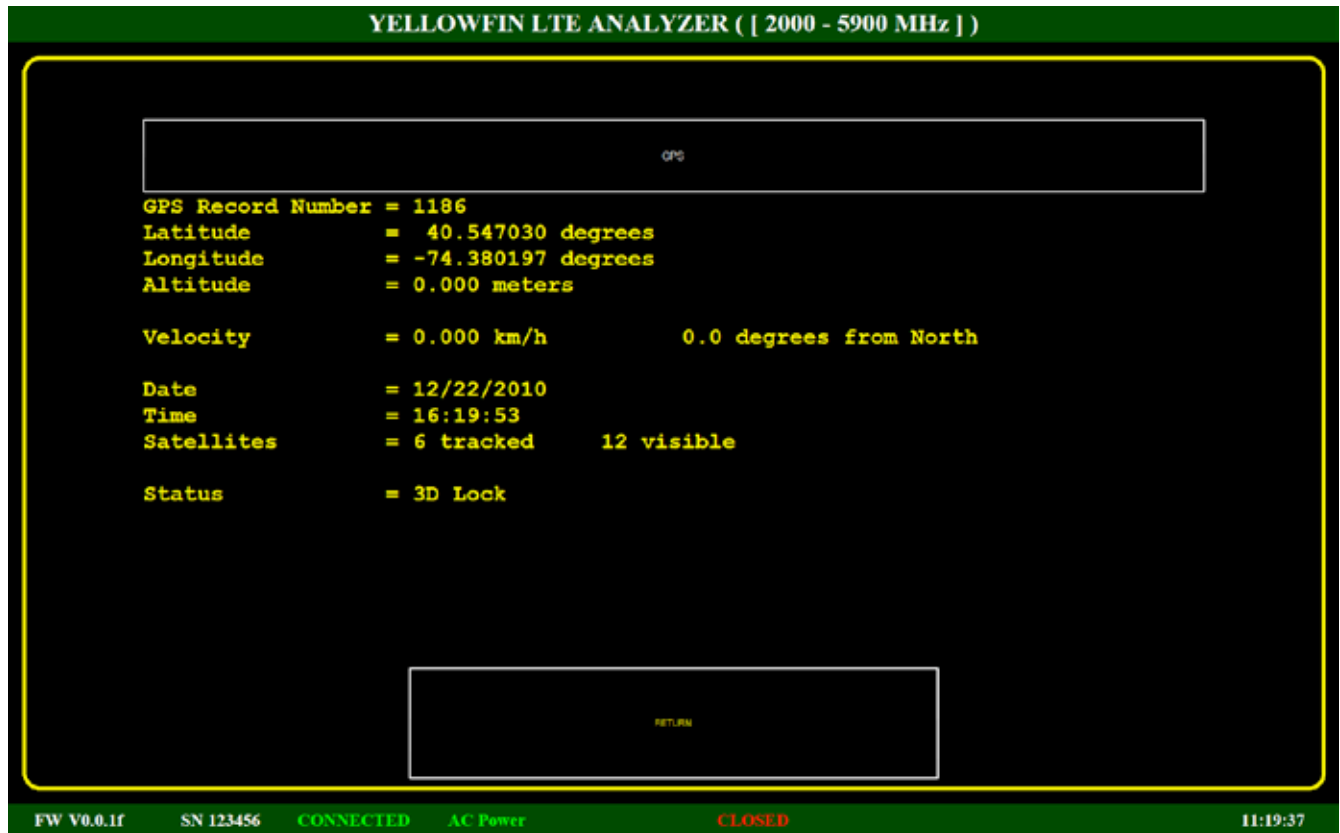 YELLOWFIN LTE ANALYZER ( [ 2000 - 5900 MHz ] )
GPS
GPS Record Number = 1186
Latitude = 40.547030 degrees
Longitude = -74.380197 degrees
Altitude = 0.000 meters
Velocity = 0.000 km/h 0.0 degrees from North
Date = 12/22/2010
Time = 16:19:53
Satellites = 6 tracked 12 visible
Status = 3D Lock
RETURN
FW V0.0.1f SN 123456 CONNECTED AC Power CLOSED 11:19:37